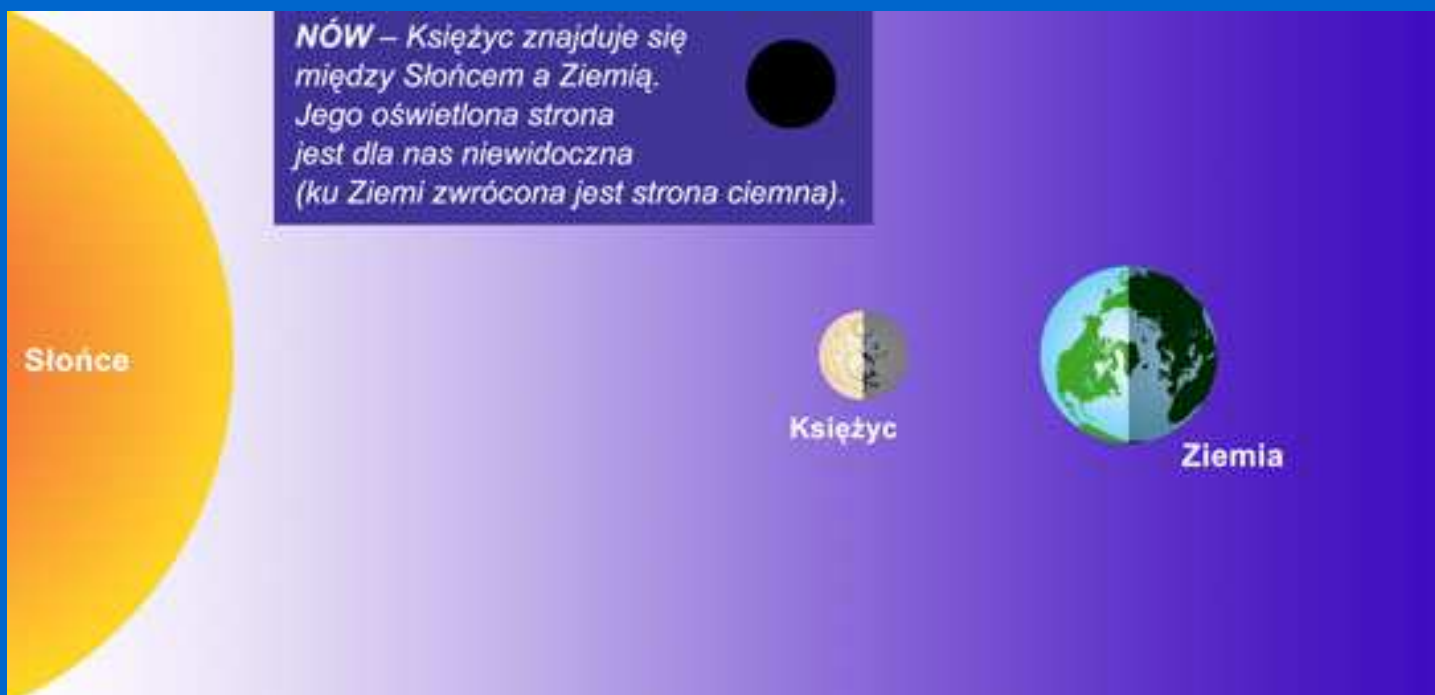 NÓW – Księżyc znajduje się
między Słońcem a Ziemią.
Jego oświetlona strona
jest dla nas niewidoczna
(ku Ziemi zwrócona jest strona ciemna).
Słońce
Księżyc
Ziemia